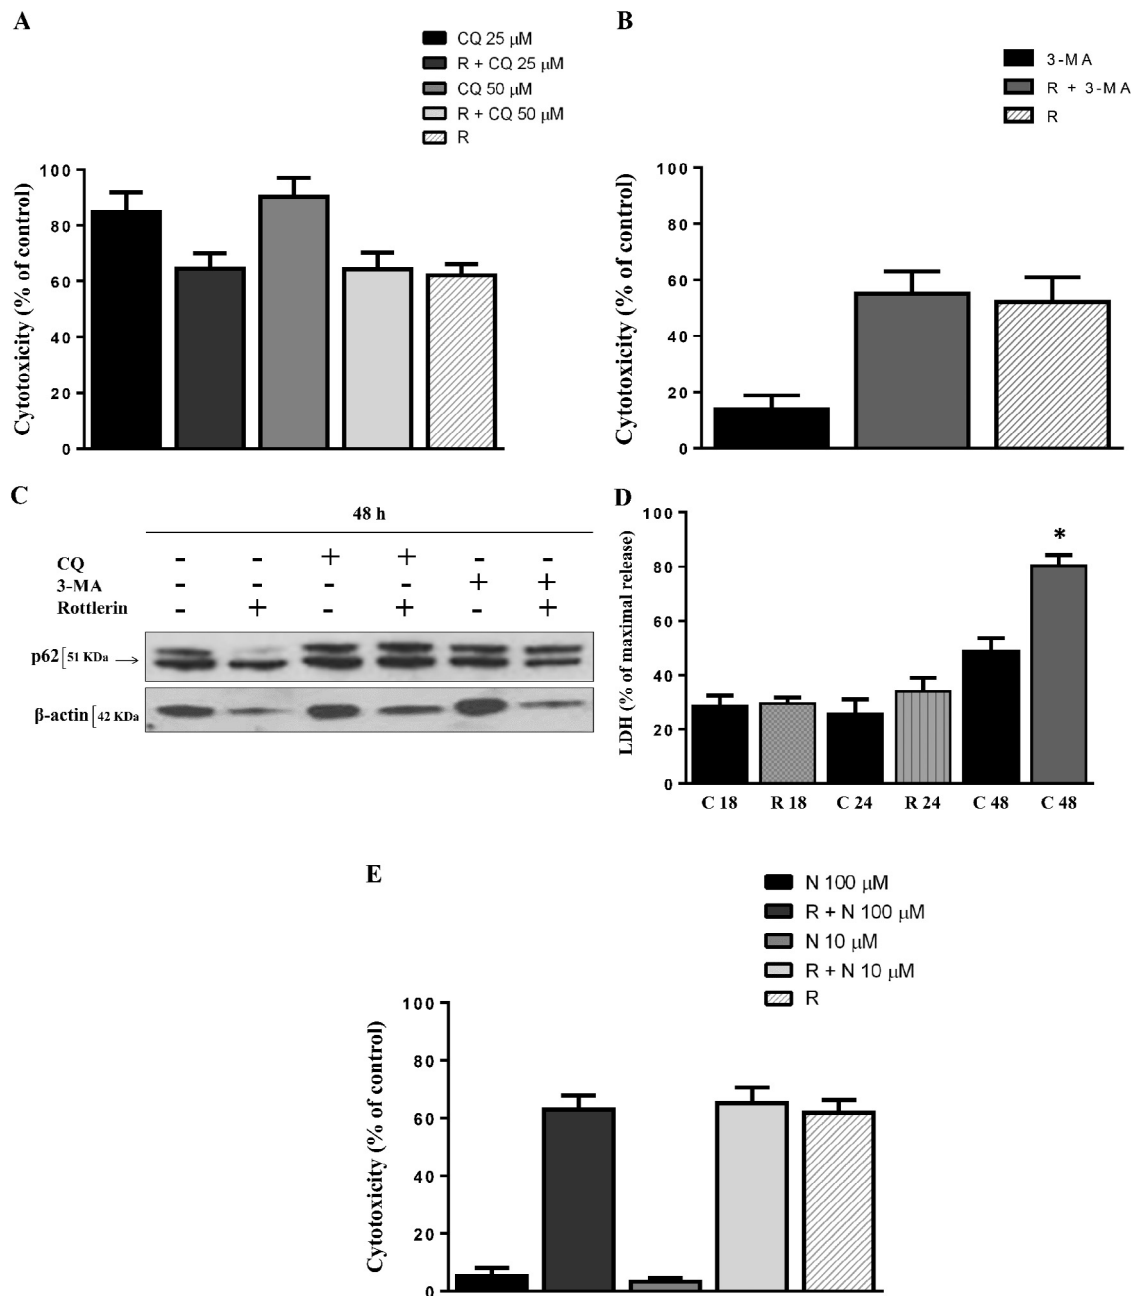 A
CQ 25 μM
R + CQ 25 μM
CQ 50 μM
R + CQ 50 μM
R
Cytotoxicity (% of control)
100
80
60
40
20
0
B
3-MA
R + 3-MA
R
Cytotoxicity (% of control)
100
80
60
40
20
0
C
48 h
CQ - - + + - -
3-MA - - - - + +
Rottlerin - + - + - +
p62 [51 KDa →
β-actin [42 KDa
D
LDH (% of maximal release)
100
80
60
40
20
0
*
C 18 R 18 C 24 R 24 C 48 C 48
E
N 100 μM
R + N 100 μM
N 10 μM
R + N 10 μM
R
Cytotoxicity (% of control)
100
80
60
40
20
0